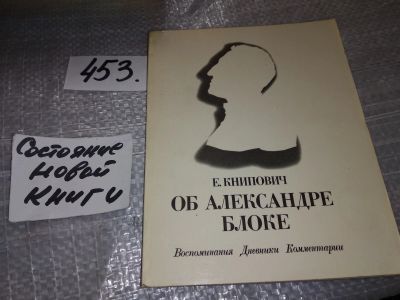 453.
Состояние
новой
книги
Е. КНИПОВИЧ
ОБ АЛЕКСАНДРЕ
БЛОКЕ
Воспоминания Дневники Комментарии